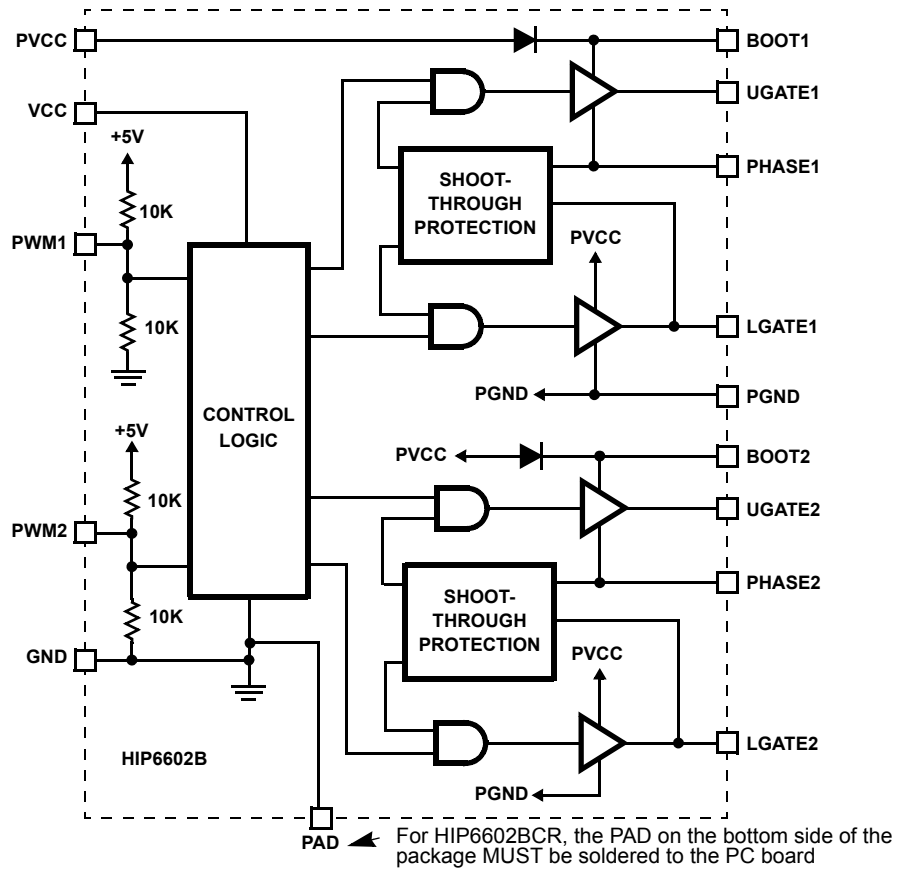 PVCC
BOOT1
VCC
UGATE1
+5V
SHOOT-
THROUGH
PROTECTION
PHASE1
10K
PWM1
PVCC
10K
LGATE1
PGND
PGND
CONTROL
LOGIC
+5V
PVCC
BOOT2
10K
UGATE2
PWM2
SHOOT-
THROUGH
PROTECTION
PHASE2
10K
GND
PVCC
LGATE2
HIP6602B
PGND
PAD
For HIP6602BCR, the PAD on the bottom side of the
package MUST be soldered to the PC board